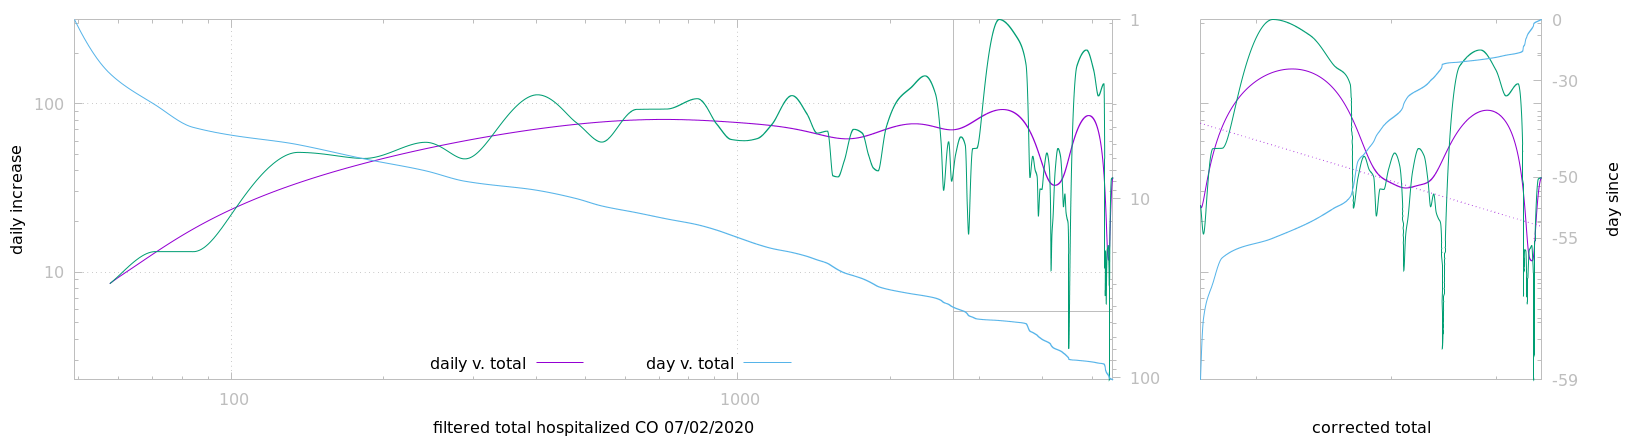 daily increase
100
10
100
1000
daily v. total
day v. total
1
10
100
filtered total hospitalized CO 07/02/2020
0
-30
-50
-55
-59
day since
corrected total